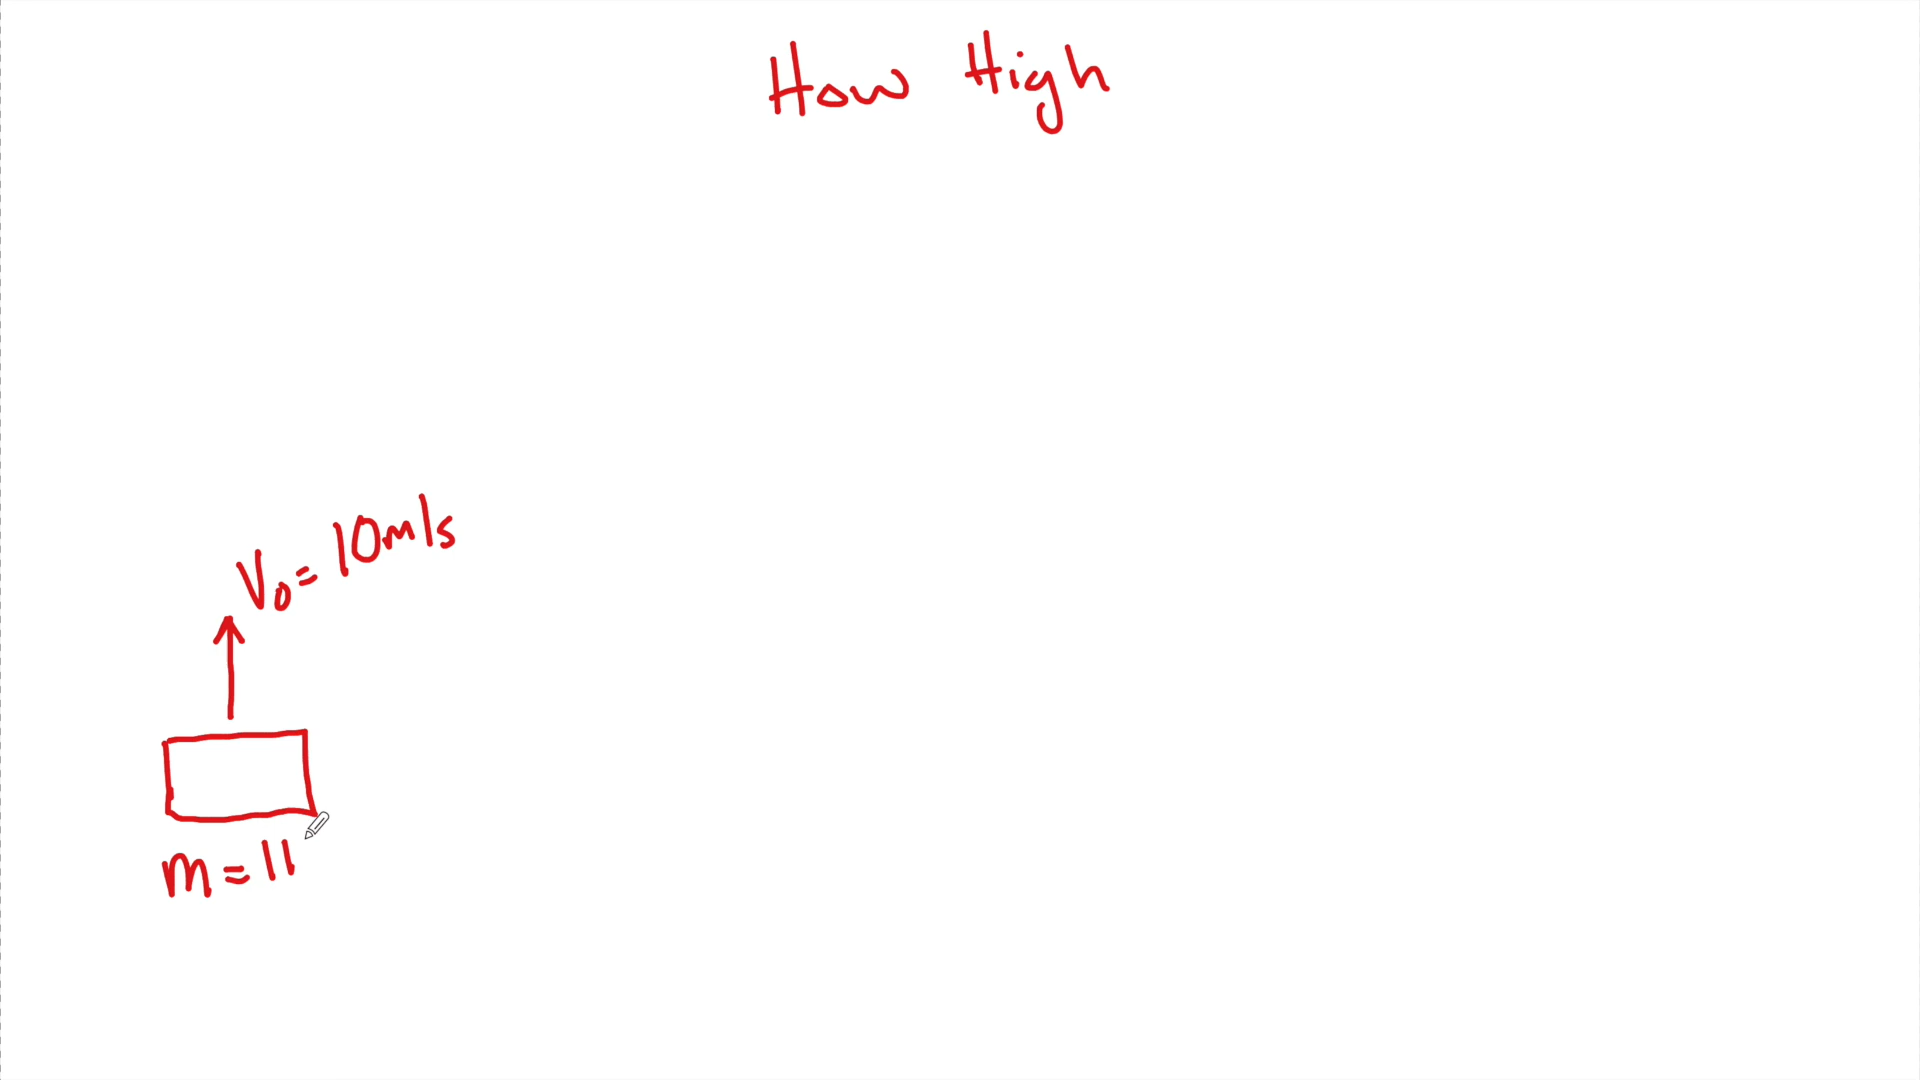 How High
V₀ = 10m/s
m = 11